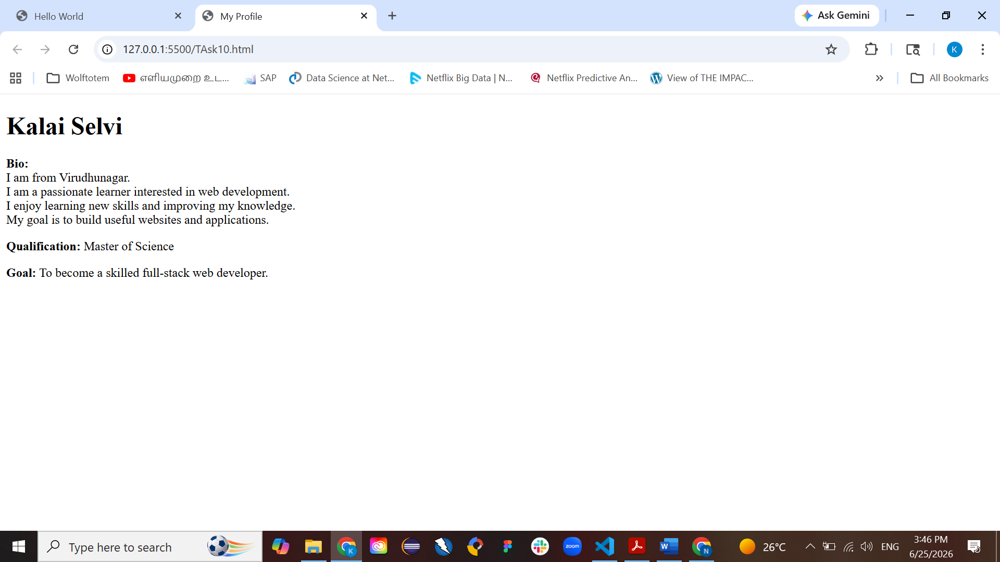 Hello World
My Profile
Ask Gemini
127.0.0.1:5500/TAsk10.html
K
Wolftotem
எளியமுறை உட...
SAP
Data Science at Net...
Netflix Big Data | N...
Netflix Predictive An...
View of THE IMPAC...
All Bookmarks
Kalai Selvi
Bio:
I am from Virudhunagar.
I am a passionate learner interested in web development.
I enjoy learning new skills and improving my knowledge.
My goal is to build useful websites and applications.
Qualification: Master of Science
Goal: To become a skilled full-stack web developer.
Type here to search
K
zoom
W
N
26°C
ENG
3:46 PM
6/25/2026